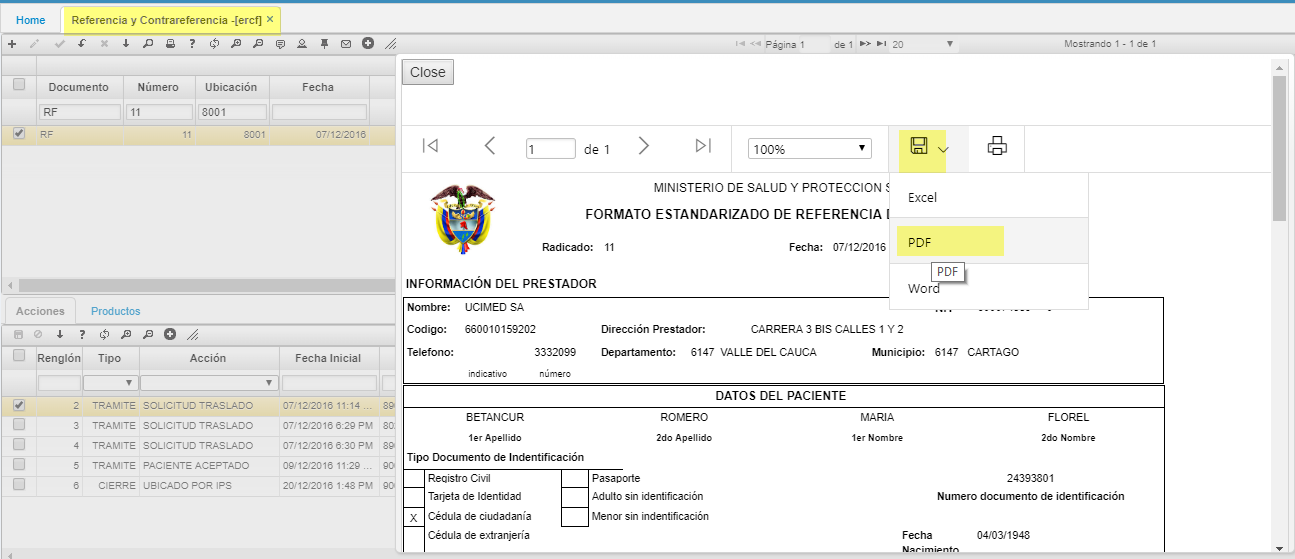 Home Referencia y Contrareferencia -[ercf] ×
Página 1 de 1 20 Mostrando 1 - 1 de 1
Documento Número Ubicación Fecha
RF 11 8001
RF 11 8001 07/12/2016
Acciones Productos
Renglón Tipo Acción Fecha Inicial
2 TRAMITE SOLICITUD TRASLADO 07/12/2016 11:14 ...
3 TRAMITE SOLICITUD TRASLADO 07/12/2016 6:29 PM
4 TRAMITE SOLICITUD TRASLADO 07/12/2016 6:30 PM
5 TRAMITE PACIENTE ACEPTADO 09/12/2016 11:29 ...
6 CIERRE UBICADO POR IPS 20/12/2016 1:48 PM
Close
1 de 1 100%
Excel
PDF
PDF
Word
MINISTERIO DE SALUD Y PROTECCION
FORMATO ESTANDARIZADO DE REFERENCIA
Radicado: 11 Fecha: 07/12/2016
INFORMACIÓN DEL PRESTADOR
Nombre: UCIMED SA
Codigo: 660010159202 Dirección Prestador: CARRERA 3 BIS CALLES 1 Y 2
Telefono: 3332099 Departamento: 6147 VALLE DEL CAUCA Municipio: 6147 CARTAGO
indicativo número
DATOS DEL PACIENTE
BETANCUR ROMERO MARIA FLOREL
1er Apellido 2do Apellido 1er Nombre 2do Nombre
Tipo Documento de Indentificación
Registro Civil Pasaporte 24393801
Tarjeta de Identidad Adulto sin identificación Numero documento de identificación
X Cédula de ciudadanía Menor sin indentificación
Cédula de extranjería Fecha 04/03/1948
Nacimiento